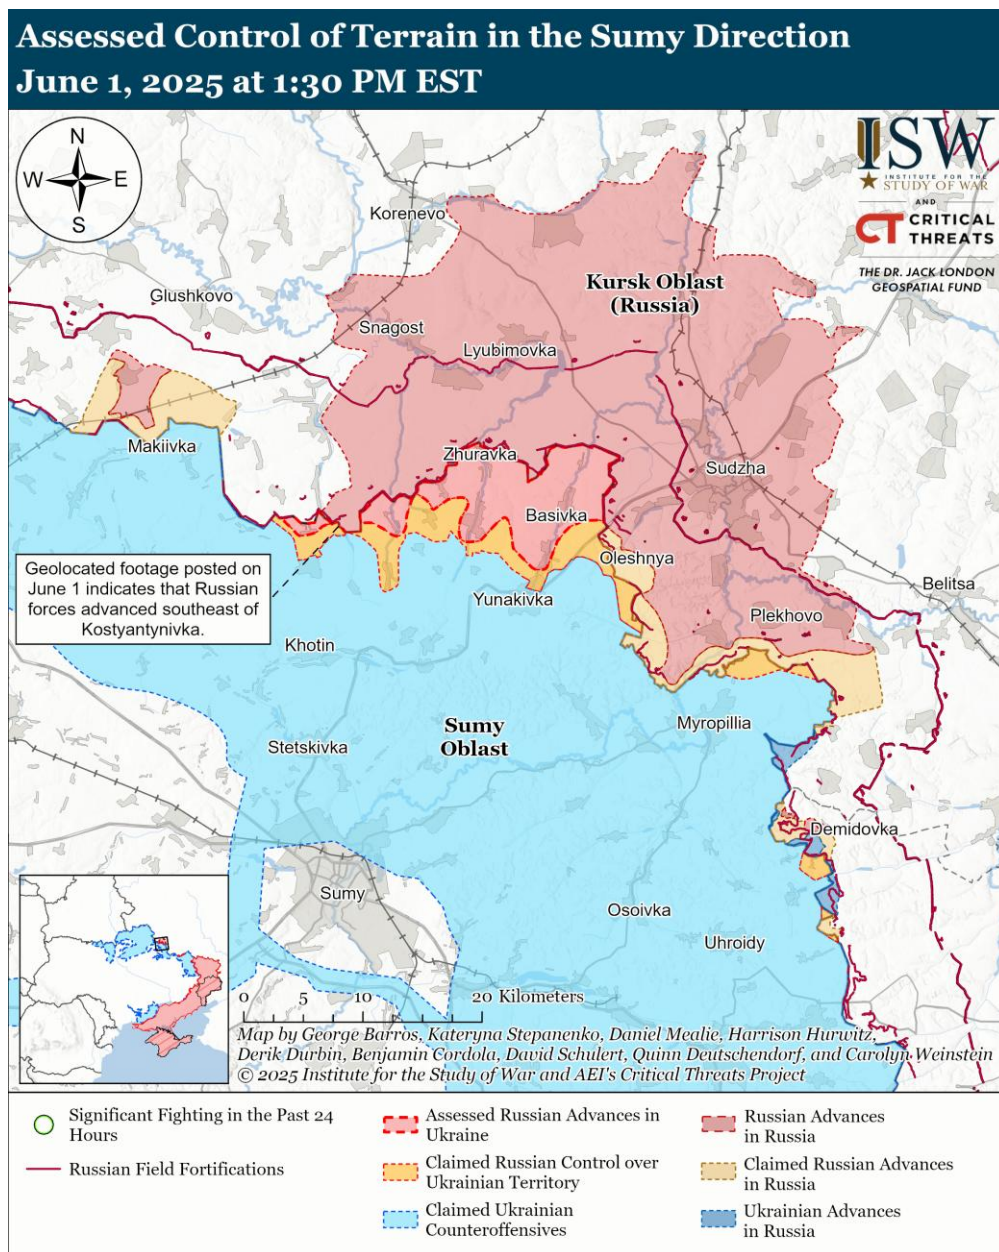 Assessed Control of Terrain in the Sumy Direction
June 1, 2025 at 1:30 PM EST
N
W E
S
ISW
INSTITUTE FOR THE
STUDY OF WAR
AND
CT CRITICAL
THREATS
THE DR. JACK LONDON
GEOSPATIAL FUND
Korenevo
Kursk Oblast
(Russia)
Glushkovo
Snagost
Lyubimovka
Makiivka
Zhuravka
Sudzha
Basivka
Oleshnya
Geolocated footage posted on
June 1 indicates that Russian
forces advanced southeast of
Kostyantynivka.
Belitsa
Yunakivka
Plekhovo
Khotin
Myropillia
Sumy
Oblast
Stetskivka
Demidovka
Sumy
Osoivka
Uhroidy
0 5 10 20 Kilometers
Map by George Barros, Kateryna Stepanenko, Daniel Mealie, Harrison Hurwitz,
Derik Durbin, Benjamin Cordola, David Schulert, Quinn Deutschendorf, and Carolyn Weinstein
© 2025 Institute for the Study of War and AEI's Critical Threats Project
Significant Fighting in the Past 24
Hours
Russian Field Fortifications
Assessed Russian Advances in
Ukraine
Claimed Russian Control over
Ukrainian Territory
Claimed Ukrainian
Counteroffensives
Russian Advances
in Russia
Claimed Russian Advances
in Russia
Ukrainian Advances
in Russia